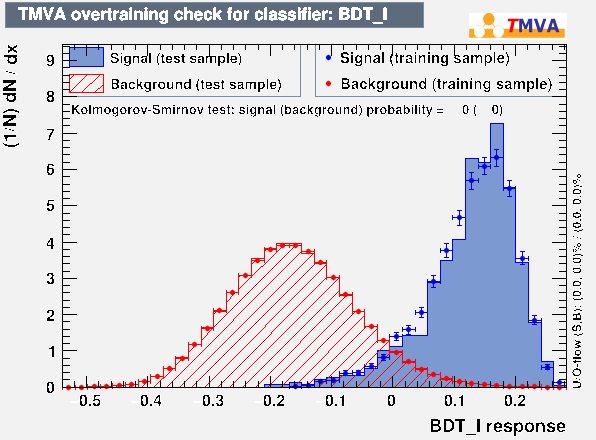 TMVA overtraining check for classifier: BDT_I
TMVA
Signal (test sample)
Background (test sample)
Signal (training sample)
Background (training sample)
Kolmogorov-Smirnov test: signal (background) probability = 0 ( 0)
(1/N) dN / dx
9
8
7
6
5
4
3
2
1
0
-0.5 -0.4 -0.3 -0.2 -0.1 0 0.1 0.2
BDT_I response
U/O-flow (S,B): (0.0, 0.0)% / (0.0, 0.0)%